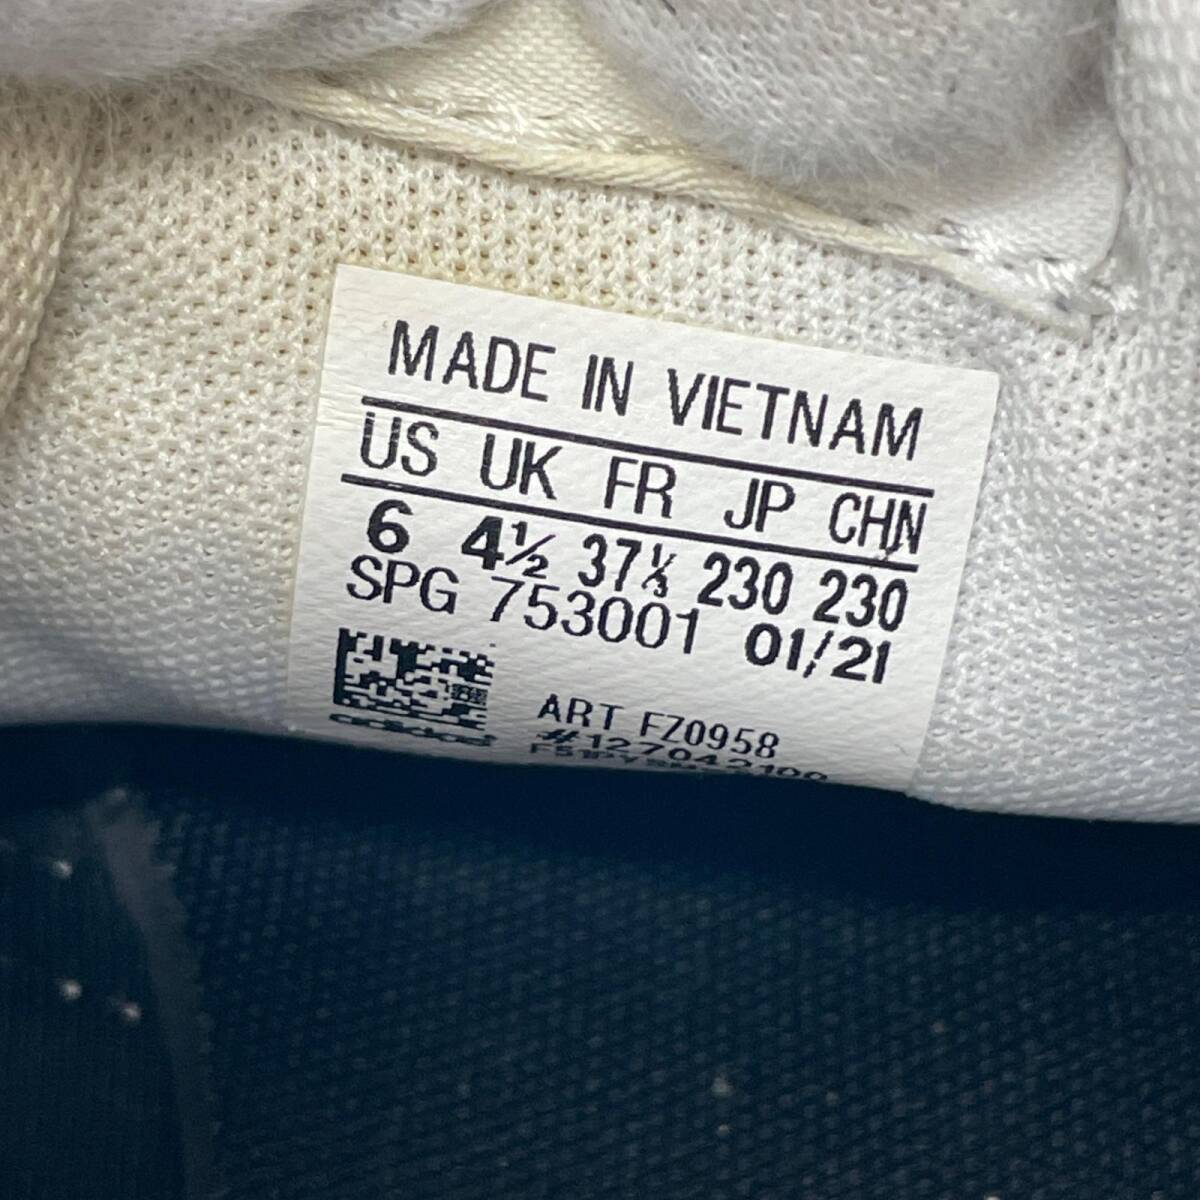 MADE IN VIETNAM
US UK FR JP CHN
6 4½ 37⅓ 230 230
SPG 753001 01/21
ART FZ0958
adidas